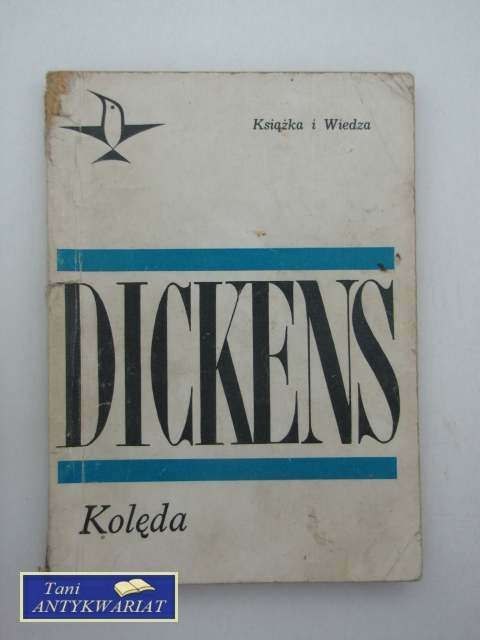 Książka i Wiedza
DICKENS
Kolęda
Tani
ANTYKWARIAT